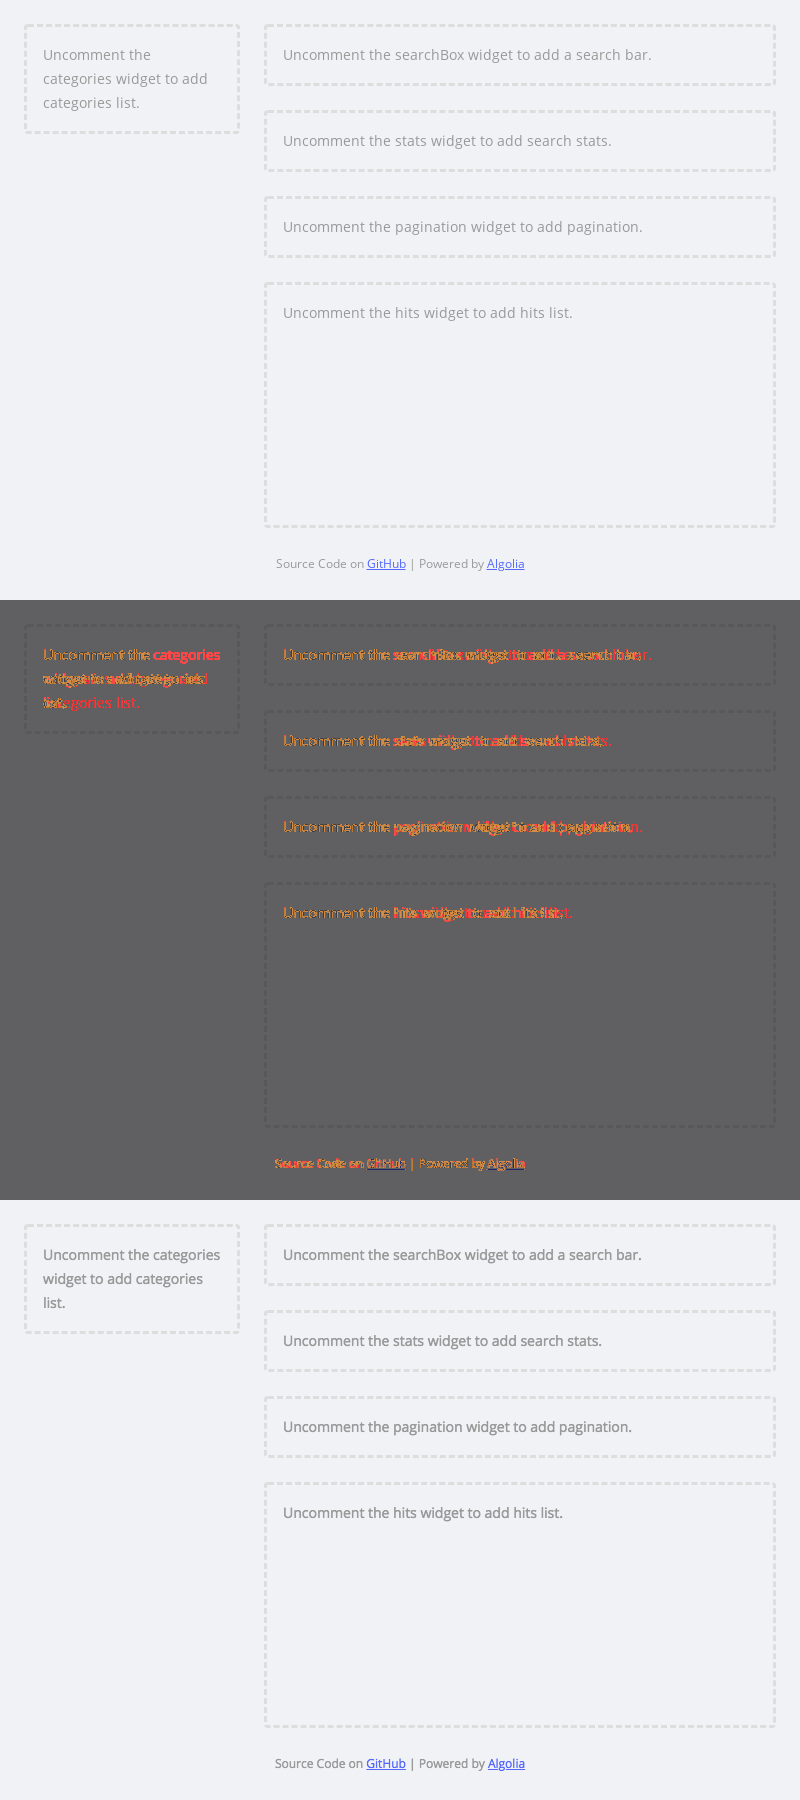 Uncomment the
categories widget to add
categories list.
Uncomment the searchBox widget to add a search bar.
Uncomment the stats widget to add search stats.
Uncomment the pagination widget to add pagination.
Uncomment the hits widget to add hits list.
Source Code on GitHub | Powered by Algolia
Uncomment the categories
widget to add categories
list.
Uncomment the searchBox widget to add a search bar.
Uncomment the stats widget to add search stats.
Uncomment the pagination widget to add pagination.
Uncomment the hits widget to add hits list.
Source Code on GitHub | Powered by Algolia
Uncomment the categories
widget to add categories
list.
Uncomment the searchBox widget to add a search bar.
Uncomment the stats widget to add search stats.
Uncomment the pagination widget to add pagination.
Uncomment the hits widget to add hits list.
Source Code on GitHub | Powered by Algolia